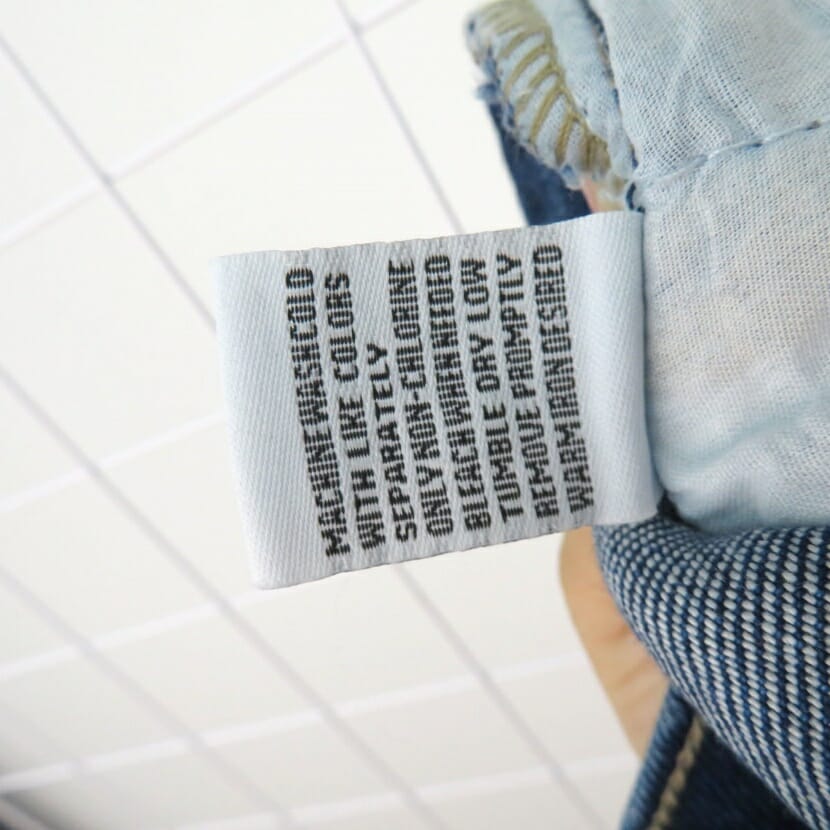 MACHINE WASH COLD
WITH LIKE COLORS
SEPARATELY
ONLY NON-CHLORINE
BLEACH WHEN NEEDED
TUMBLE DRY LOW
REMOVE PROMPTLY
WARM IRON DESIRED